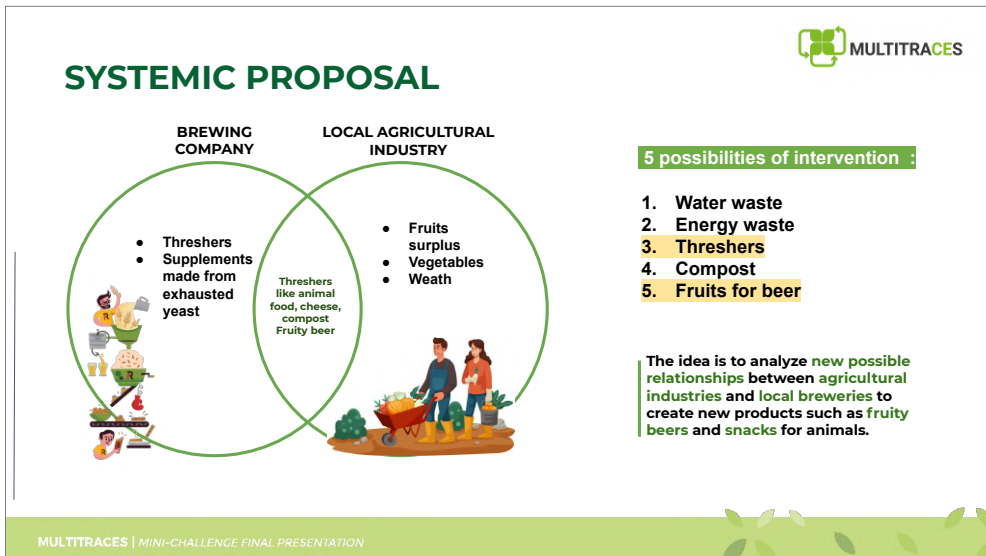 MULTITRACES
SYSTEMIC PROPOSAL
BREWING
COMPANY
LOCAL AGRICULTURAL
INDUSTRY
● Threshers
● Supplements
made from
exhausted
yeast
Threshers
like animal
food, cheese,
compost
Fruity beer
● Fruits
surplus
● Vegetables
● Weath
5 possibilities of intervention :
1. Water waste
2. Energy waste
3. Threshers
4. Compost
5. Fruits for beer
The idea is to analyze new possible
relationships between agricultural
industries and local breweries to
create new products such as fruity
beers and snacks for animals.
MULTITRACES | MINI-CHALLENGE FINAL PRESENTATION